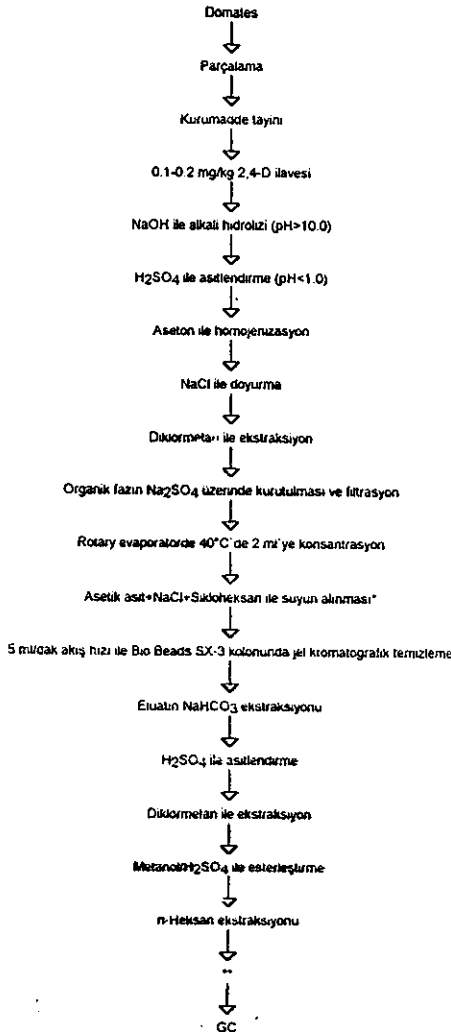 Domates
Parçalama
Kurumadde tayini
0.1-0.2 mg/kg 2,4-D ilavesi
NaOH ile alkali hidrolizi (pH>10.0)
H2SO4 ile asitlendirme (pH<1.0)
Aseton ile homojenizasyon
NaCl ile doyurma
Diklormetan ile ekstraksiyon
Organik fazın Na2SO4 üzerinde kurutulması ve filtrasyon
Rotary evaporatörde 40°C'de 2 ml'ye konsantrasyon
Asetik asit+NaCl+Sikloheksan ile suyun alınması*
5 ml/dak akış hızı ile Bio Beads SX-3 kolonunda jel kromatografik temizleme
Eluatın NaHCO3 ekstraksiyonu
H2SO4 ile asitlendirme
Diklormetan ile ekstraksiyon
Metanol/H2SO4 ile esterleştirme
n-Heksan ekstraksiyonu
**
GC